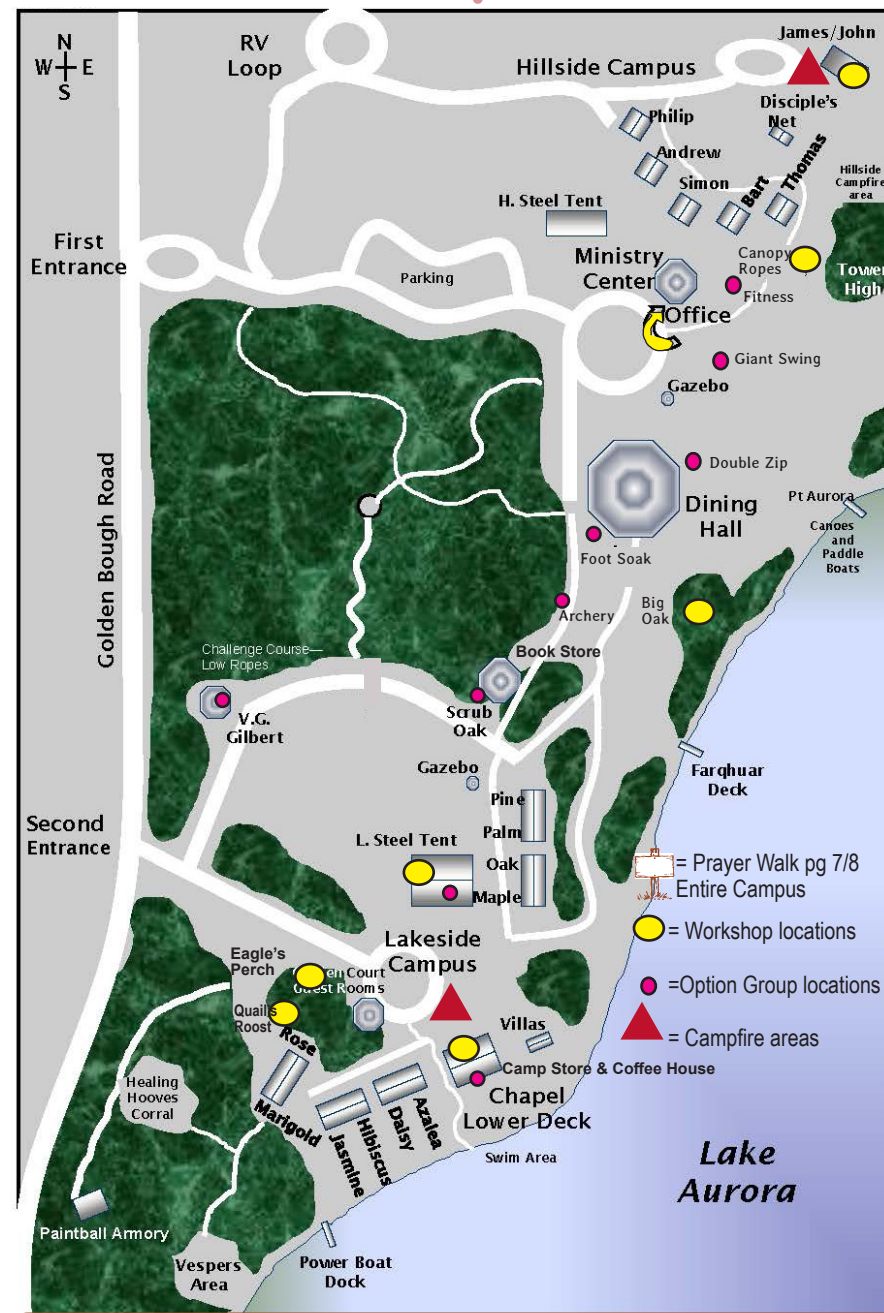 N
W E
S
RV
Loop
Hillside Campus
James/John
Disciple's
Net
Philip
Andrew
Simon
Bart
Thomas
Hillside
Campfire
area
H. Steel Tent
First
Entrance
Parking
Ministry
Center
Canopy
Ropes
Fitness
Tower
High
Office
Giant Swing
Gazebo
Double Zip
Dining
Hall
Pt Aurora
Canoes
and
Paddle
Boats
Foot Soak
Golden Bough Road
Archery
Big
Oak
Challenge Course—
Low Ropes
Book Store
V.G.
Gilbert
Scrub
Oak
Gazebo
Farqhuar
Deck
Pine
Palm
Second
Entrance
L. Steel Tent
Oak
Maple
= Prayer Walk pg 7/8
Entire Campus
= Workshop locations
Lakeside
Campus
Eagle's
Perch
en Court
Guest Rooms
=Option Group locations
Quail's
Roost
Rose
Villas
= Campfire areas
Camp Store & Coffee House
Chapel
Lower Deck
Healing
Hooves
Corral
Marigold
Jasmine
Hibiscus
Daisy
Azalea
Swim Area
Lake
Aurora
Paintball Armory
Vespers
Area
Power Boat
Dock